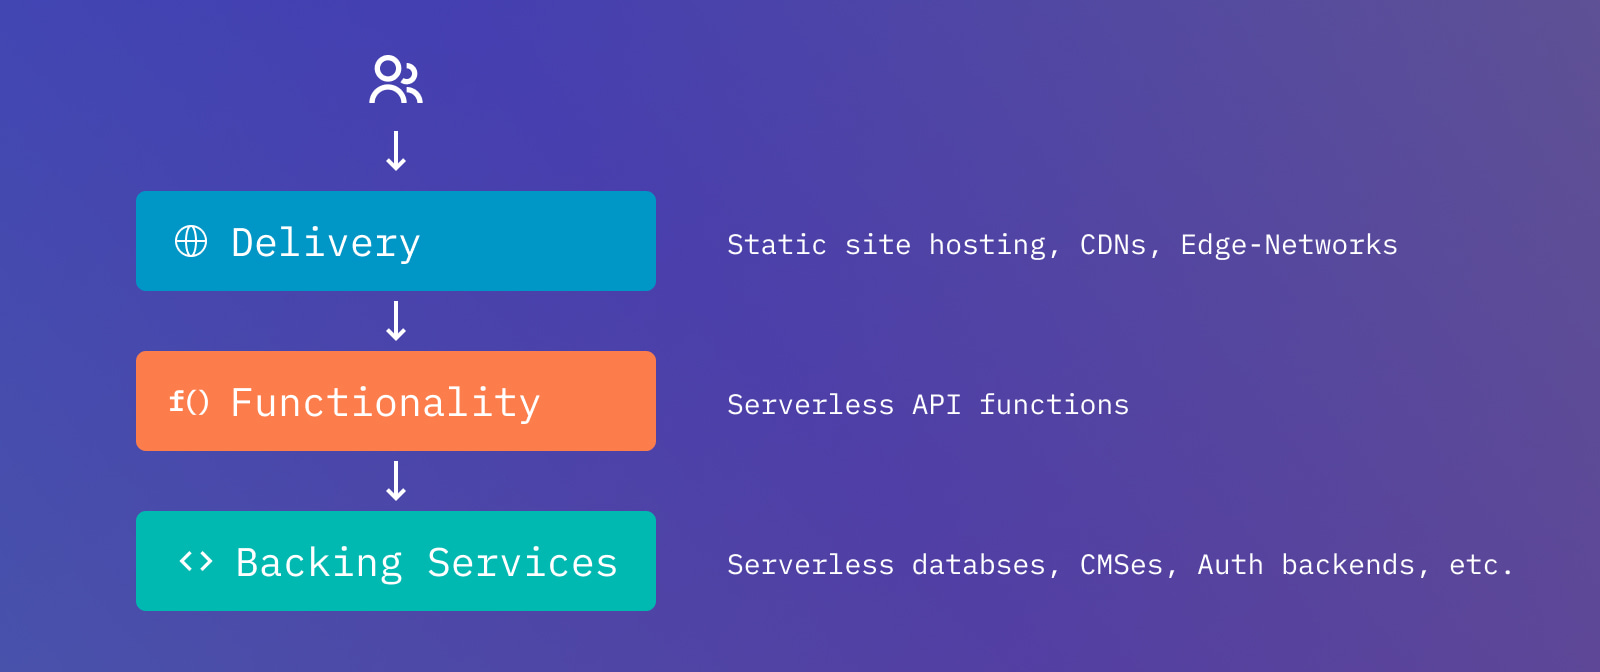 Delivery
Static site hosting, CDNs, Edge-Networks
f() Functionality
Serverless API functions
<> Backing Services
Serverless databses, CMSes, Auth backends, etc.